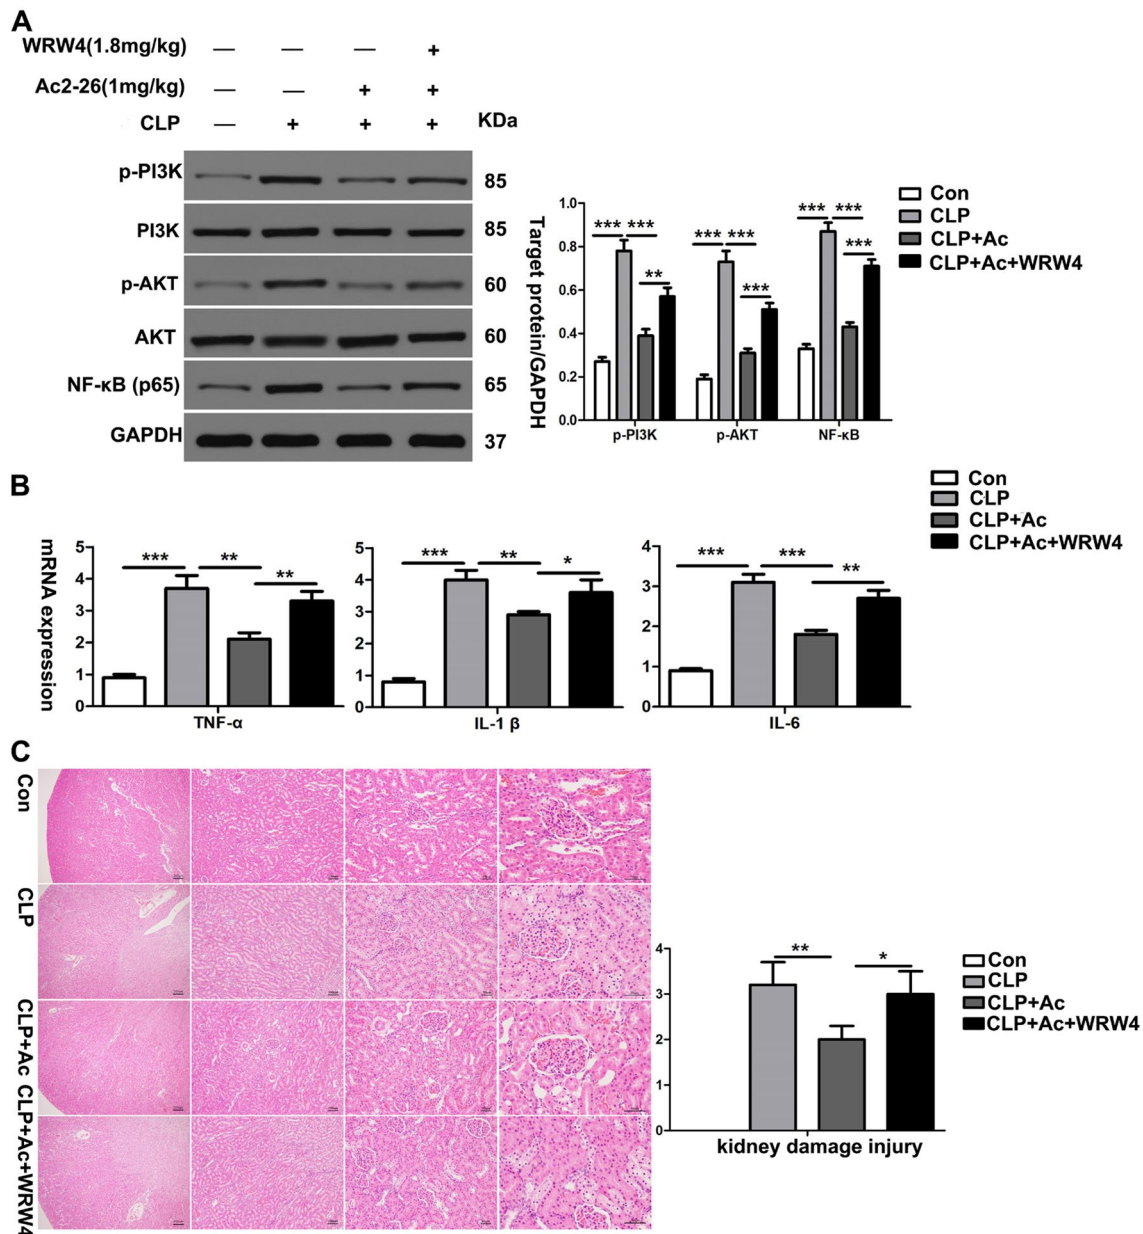 A
WRW4(1.8mg/kg) — — — +
Ac2-26(1mg/kg) — — + +
CLP — + + + KDa
p-PI3K 85
PI3K 85
p-AKT 60
AKT 60
NF-κB (p65) 65
GAPDH 37
Target protein/GAPDH
1.0
0.8
0.6
0.4
0.2
0.0
*** *** **
*** *** ***
*** *** ***
p-PI3K p-AKT NF-κB
Con
CLP
CLP+Ac
CLP+Ac+WRW4
B
Con
CLP
CLP+Ac
CLP+Ac+WRW4
mRNA expression
5
4
3
2
1
0
*** ** **
TNF-α
5
4
3
2
1
0
*** ** *
IL-1 β
4
3
2
1
0
*** *** **
IL-6
C
Con
CLP
CLP+Ac
CLP+Ac+WRW4
4
3
2
1
0
** *
kidney damage injury
Con
CLP
CLP+Ac
CLP+Ac+WRW4